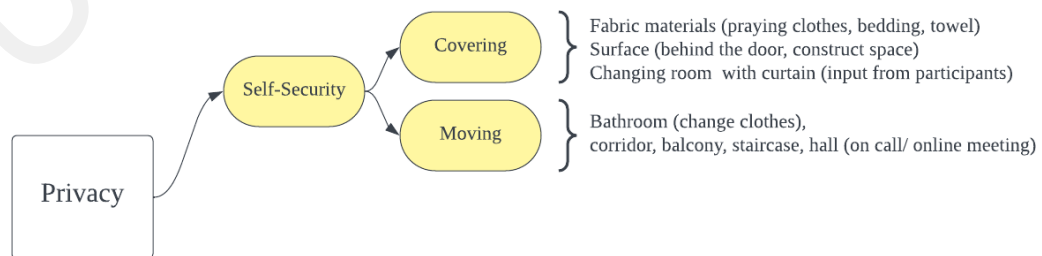 Privacy
Self-Security
Covering
Fabric materials (praying clothes, bedding, towel)
Surface (behind the door, construct space)
Changing room with curtain (input from participants)
Moving
Bathroom (change clothes),
corridor, balcony, staircase, hall (on call/ online meeting)